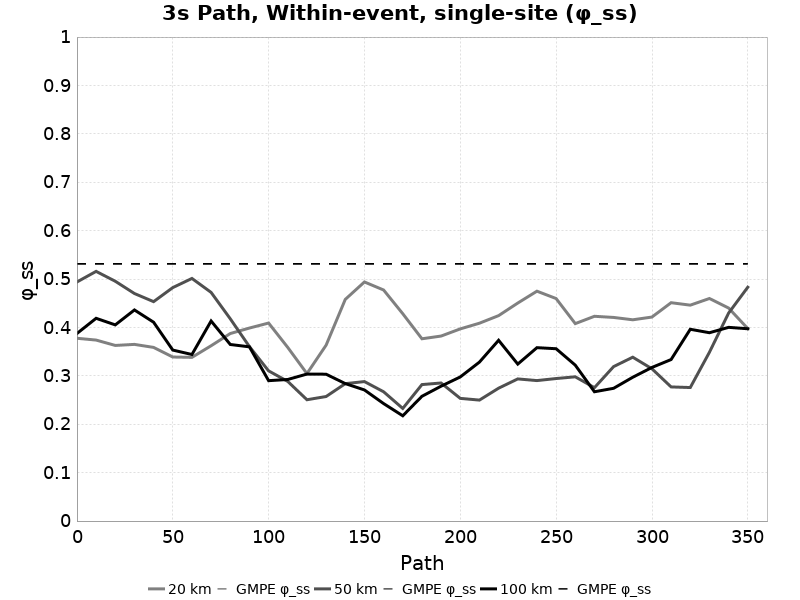 3s Path, Within-event, single-site (φ_ss)
1
0.9
0.8
0.7
0.6
0.5
0.4
0.3
0.2
0.1
0
φ_ss
0 50 100 150 200 250 300 350
Path
20 km GMPE φ_ss 50 km GMPE φ_ss 100 km GMPE φ_ss